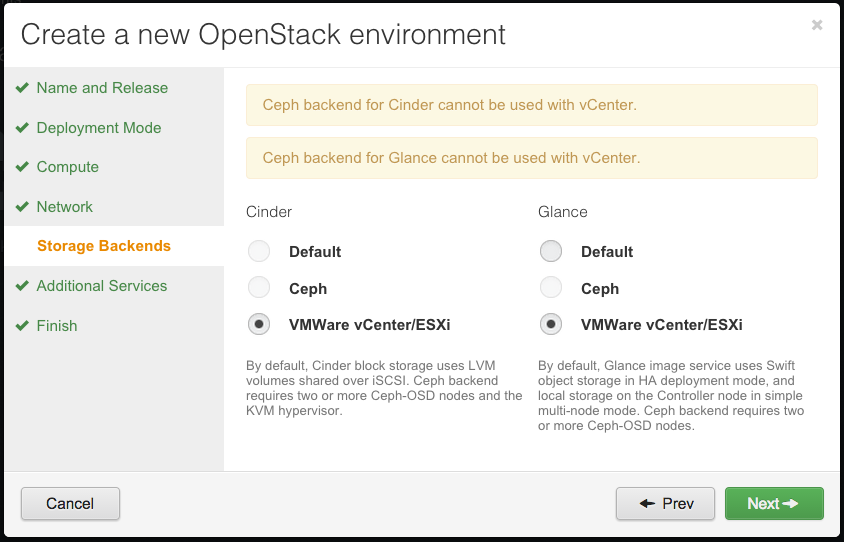 Create a new OpenStack environment
×
Name and Release
Deployment Mode
Compute
Network
Storage Backends
Additional Services
Finish
Ceph backend for Cinder cannot be used with vCenter.
Ceph backend for Glance cannot be used with vCenter.
Cinder
Default
Ceph
VMWare vCenter/ESXi
By default, Cinder block storage uses LVM
volumes shared over iSCSI. Ceph backend
requires two or more Ceph-OSD nodes and the
KVM hypervisor.
Glance
Default
Ceph
VMWare vCenter/ESXi
By default, Glance image service uses Swift
object storage in HA deployment mode, and
local storage on the Controller node in simple
multi-node mode. Ceph backend requires two
or more Ceph-OSD nodes.
Cancel
Prev
Next